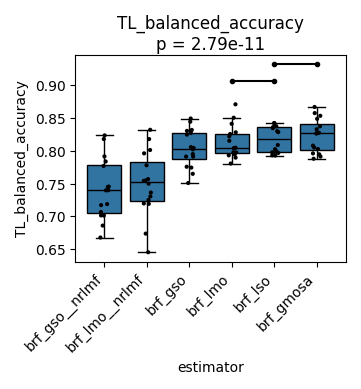 TL_balanced_accuracy
p = 2.79e-11
TL_balanced_accuracy
0.90
0.85
0.80
0.75
0.70
0.65
brf_gso__nrlmf
brf_lmo__nrlmf
brf_gso
brf_lmo
brf_lso
brf_gmosa
estimator